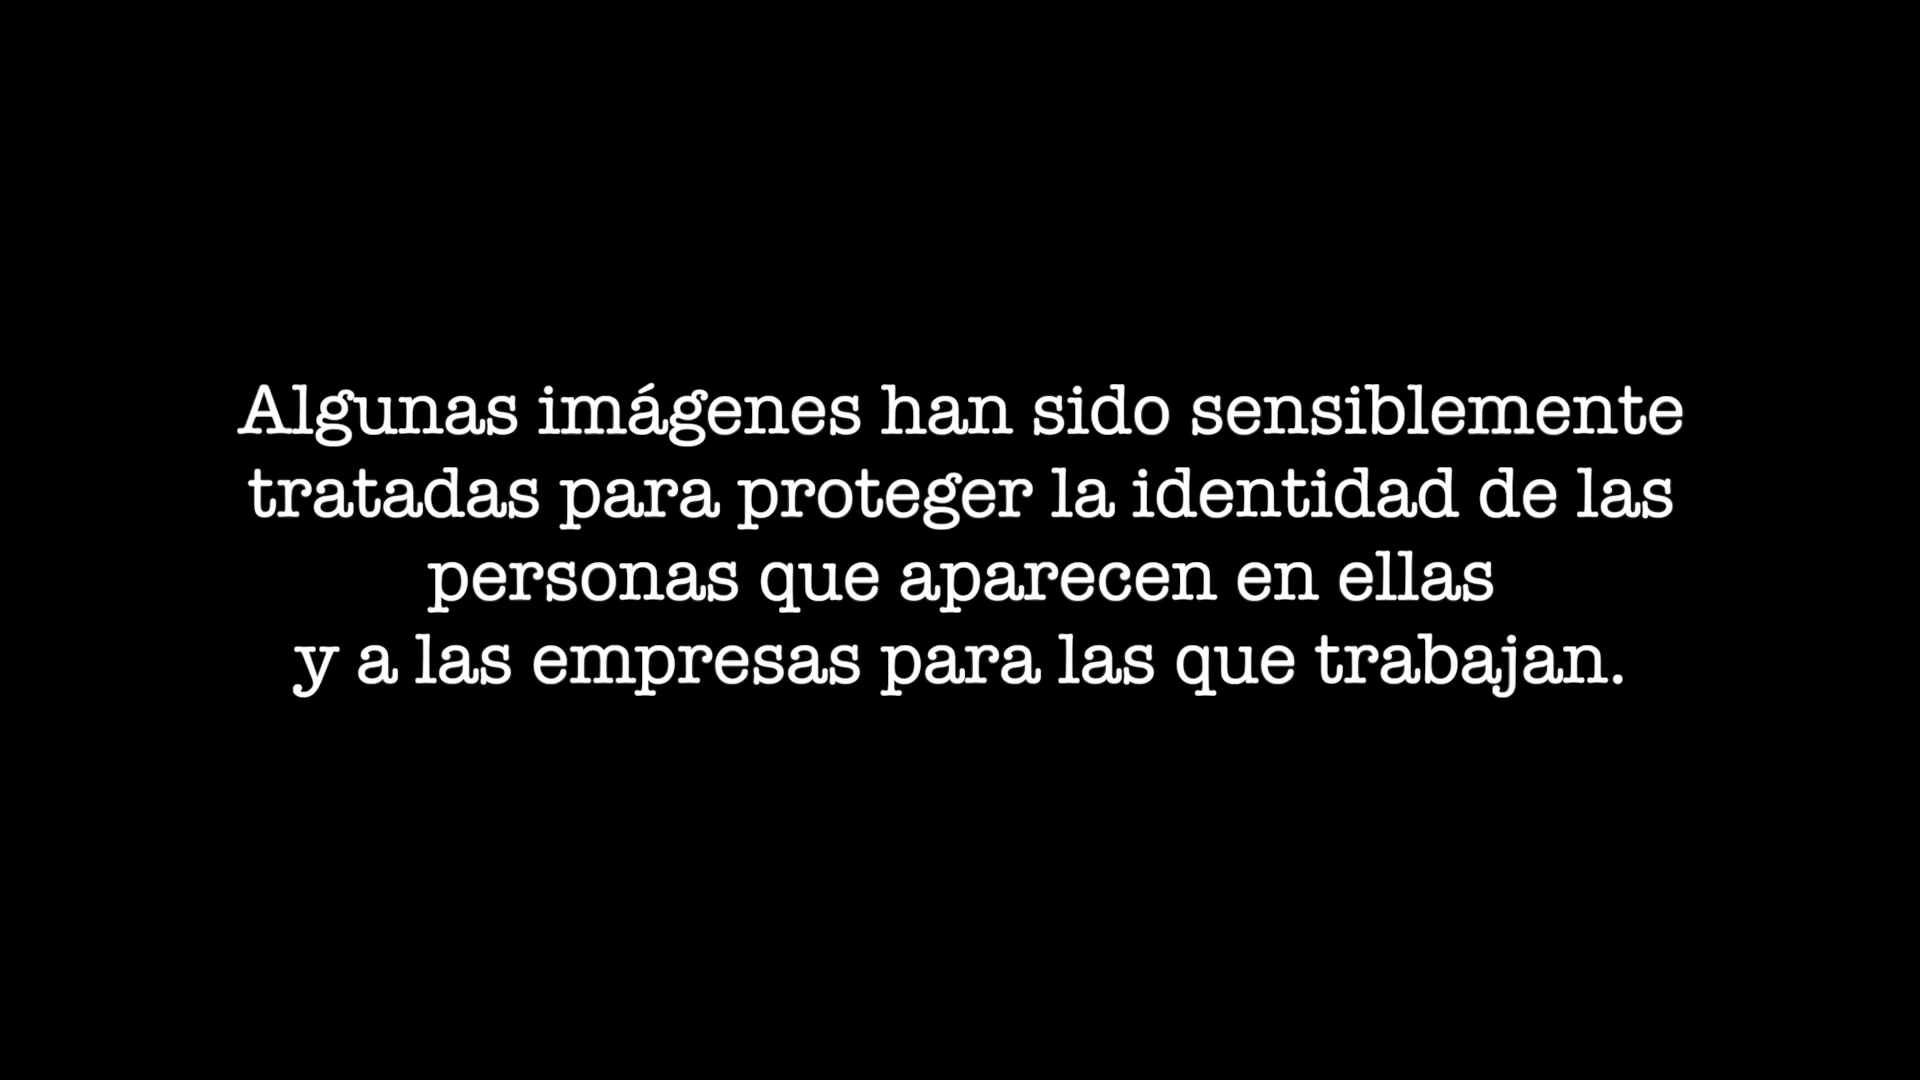 Algunas imágenes han sido sensiblemente
tratadas para proteger la identidad de las
personas que aparecen en ellas
y a las empresas para las que trabajan.